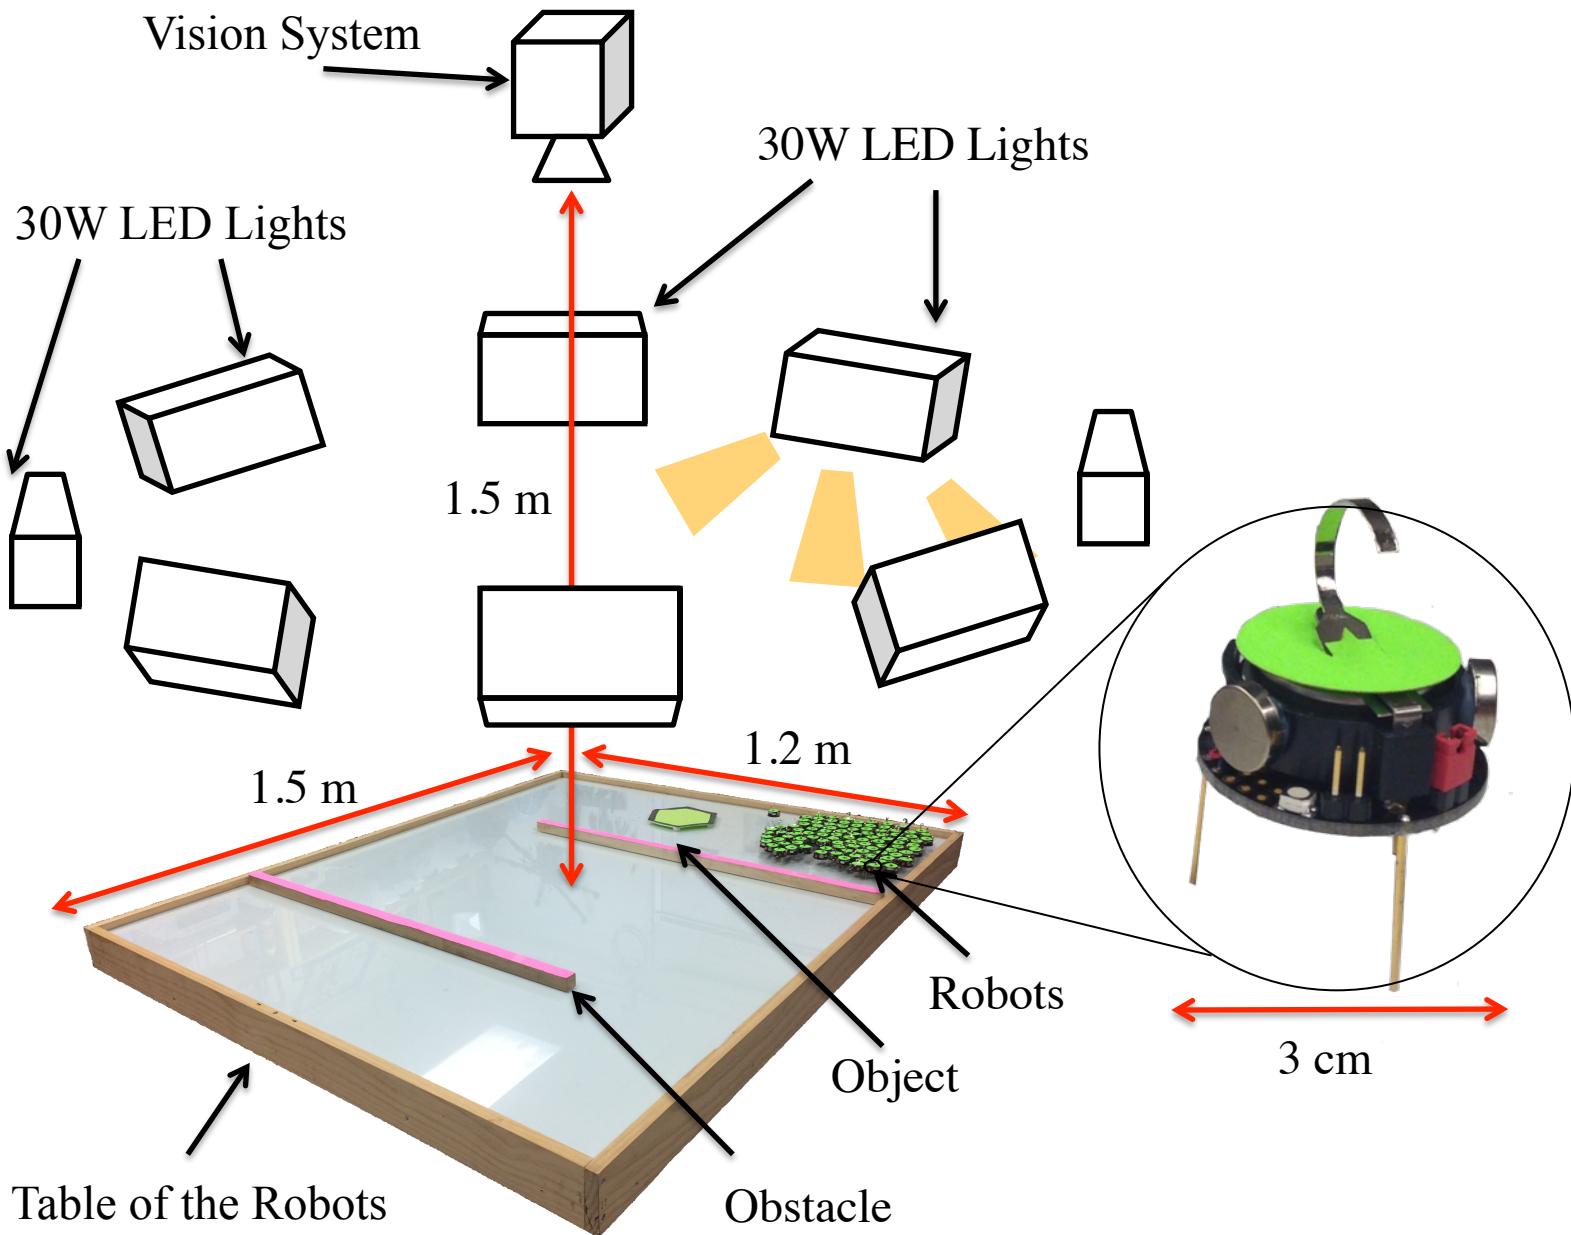 Vision System
30W LED Lights
30W LED Lights
1.5 m
1.2 m
1.5 m
Robots
Object
3 cm
Table of the Robots
Obstacle